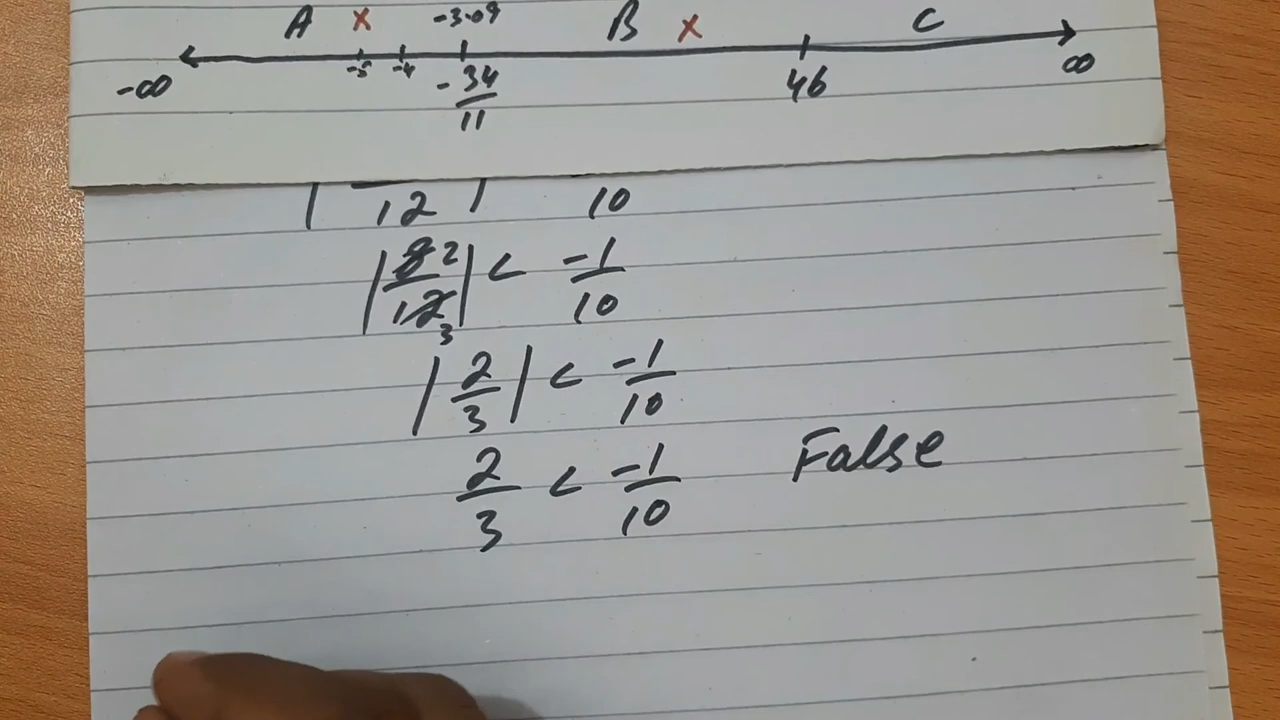 A × -3.09 B × C
-∞ -5 -4 -34/11 46 ∞
| 12 | 10
|8 2/12 3| < -1/10
|2/3| < -1/10
2/3 < -1/10 False